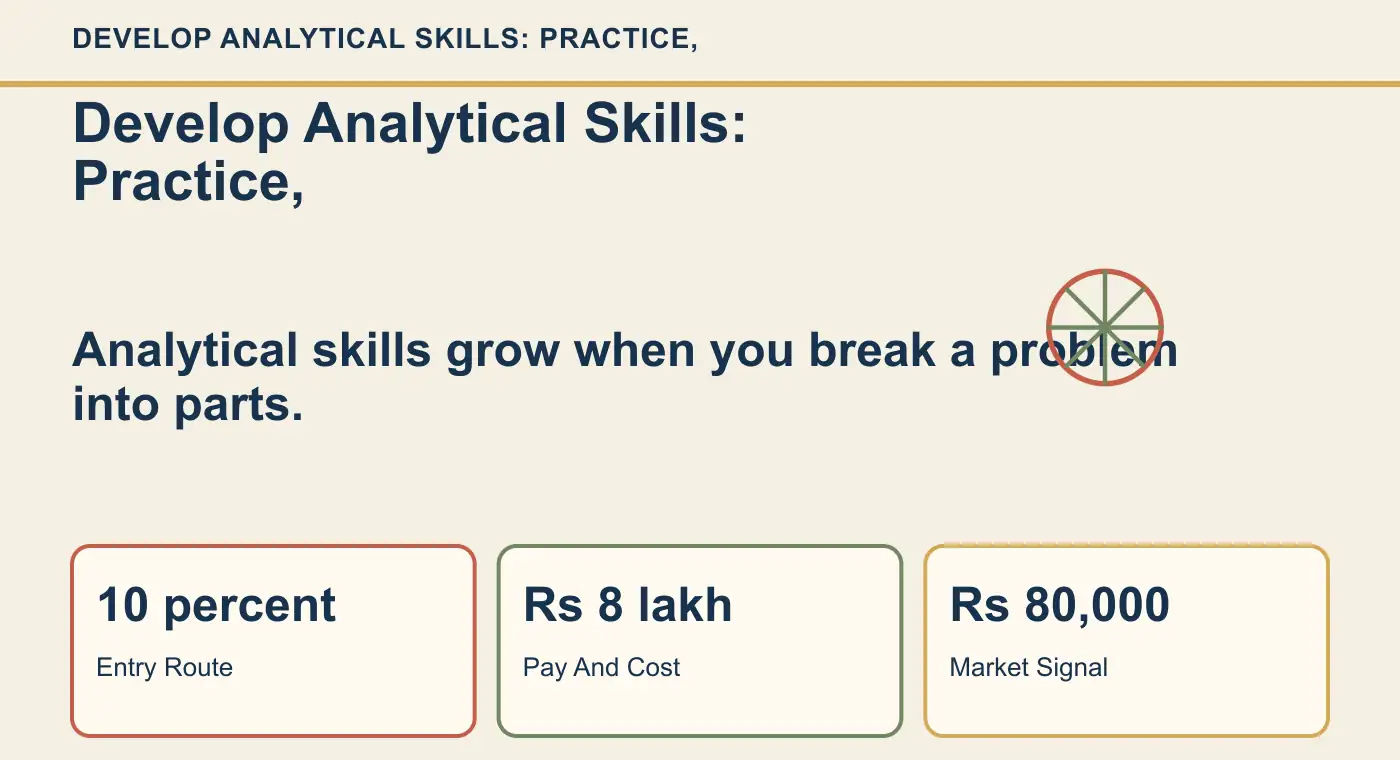 DEVELOP ANALYTICAL SKILLS: PRACTICE,
Develop Analytical Skills:
Practice,
Analytical skills grow when you break a problem
into parts.
10 percent
Entry Route
Rs 8 lakh
Pay And Cost
Rs 80,000
Market Signal